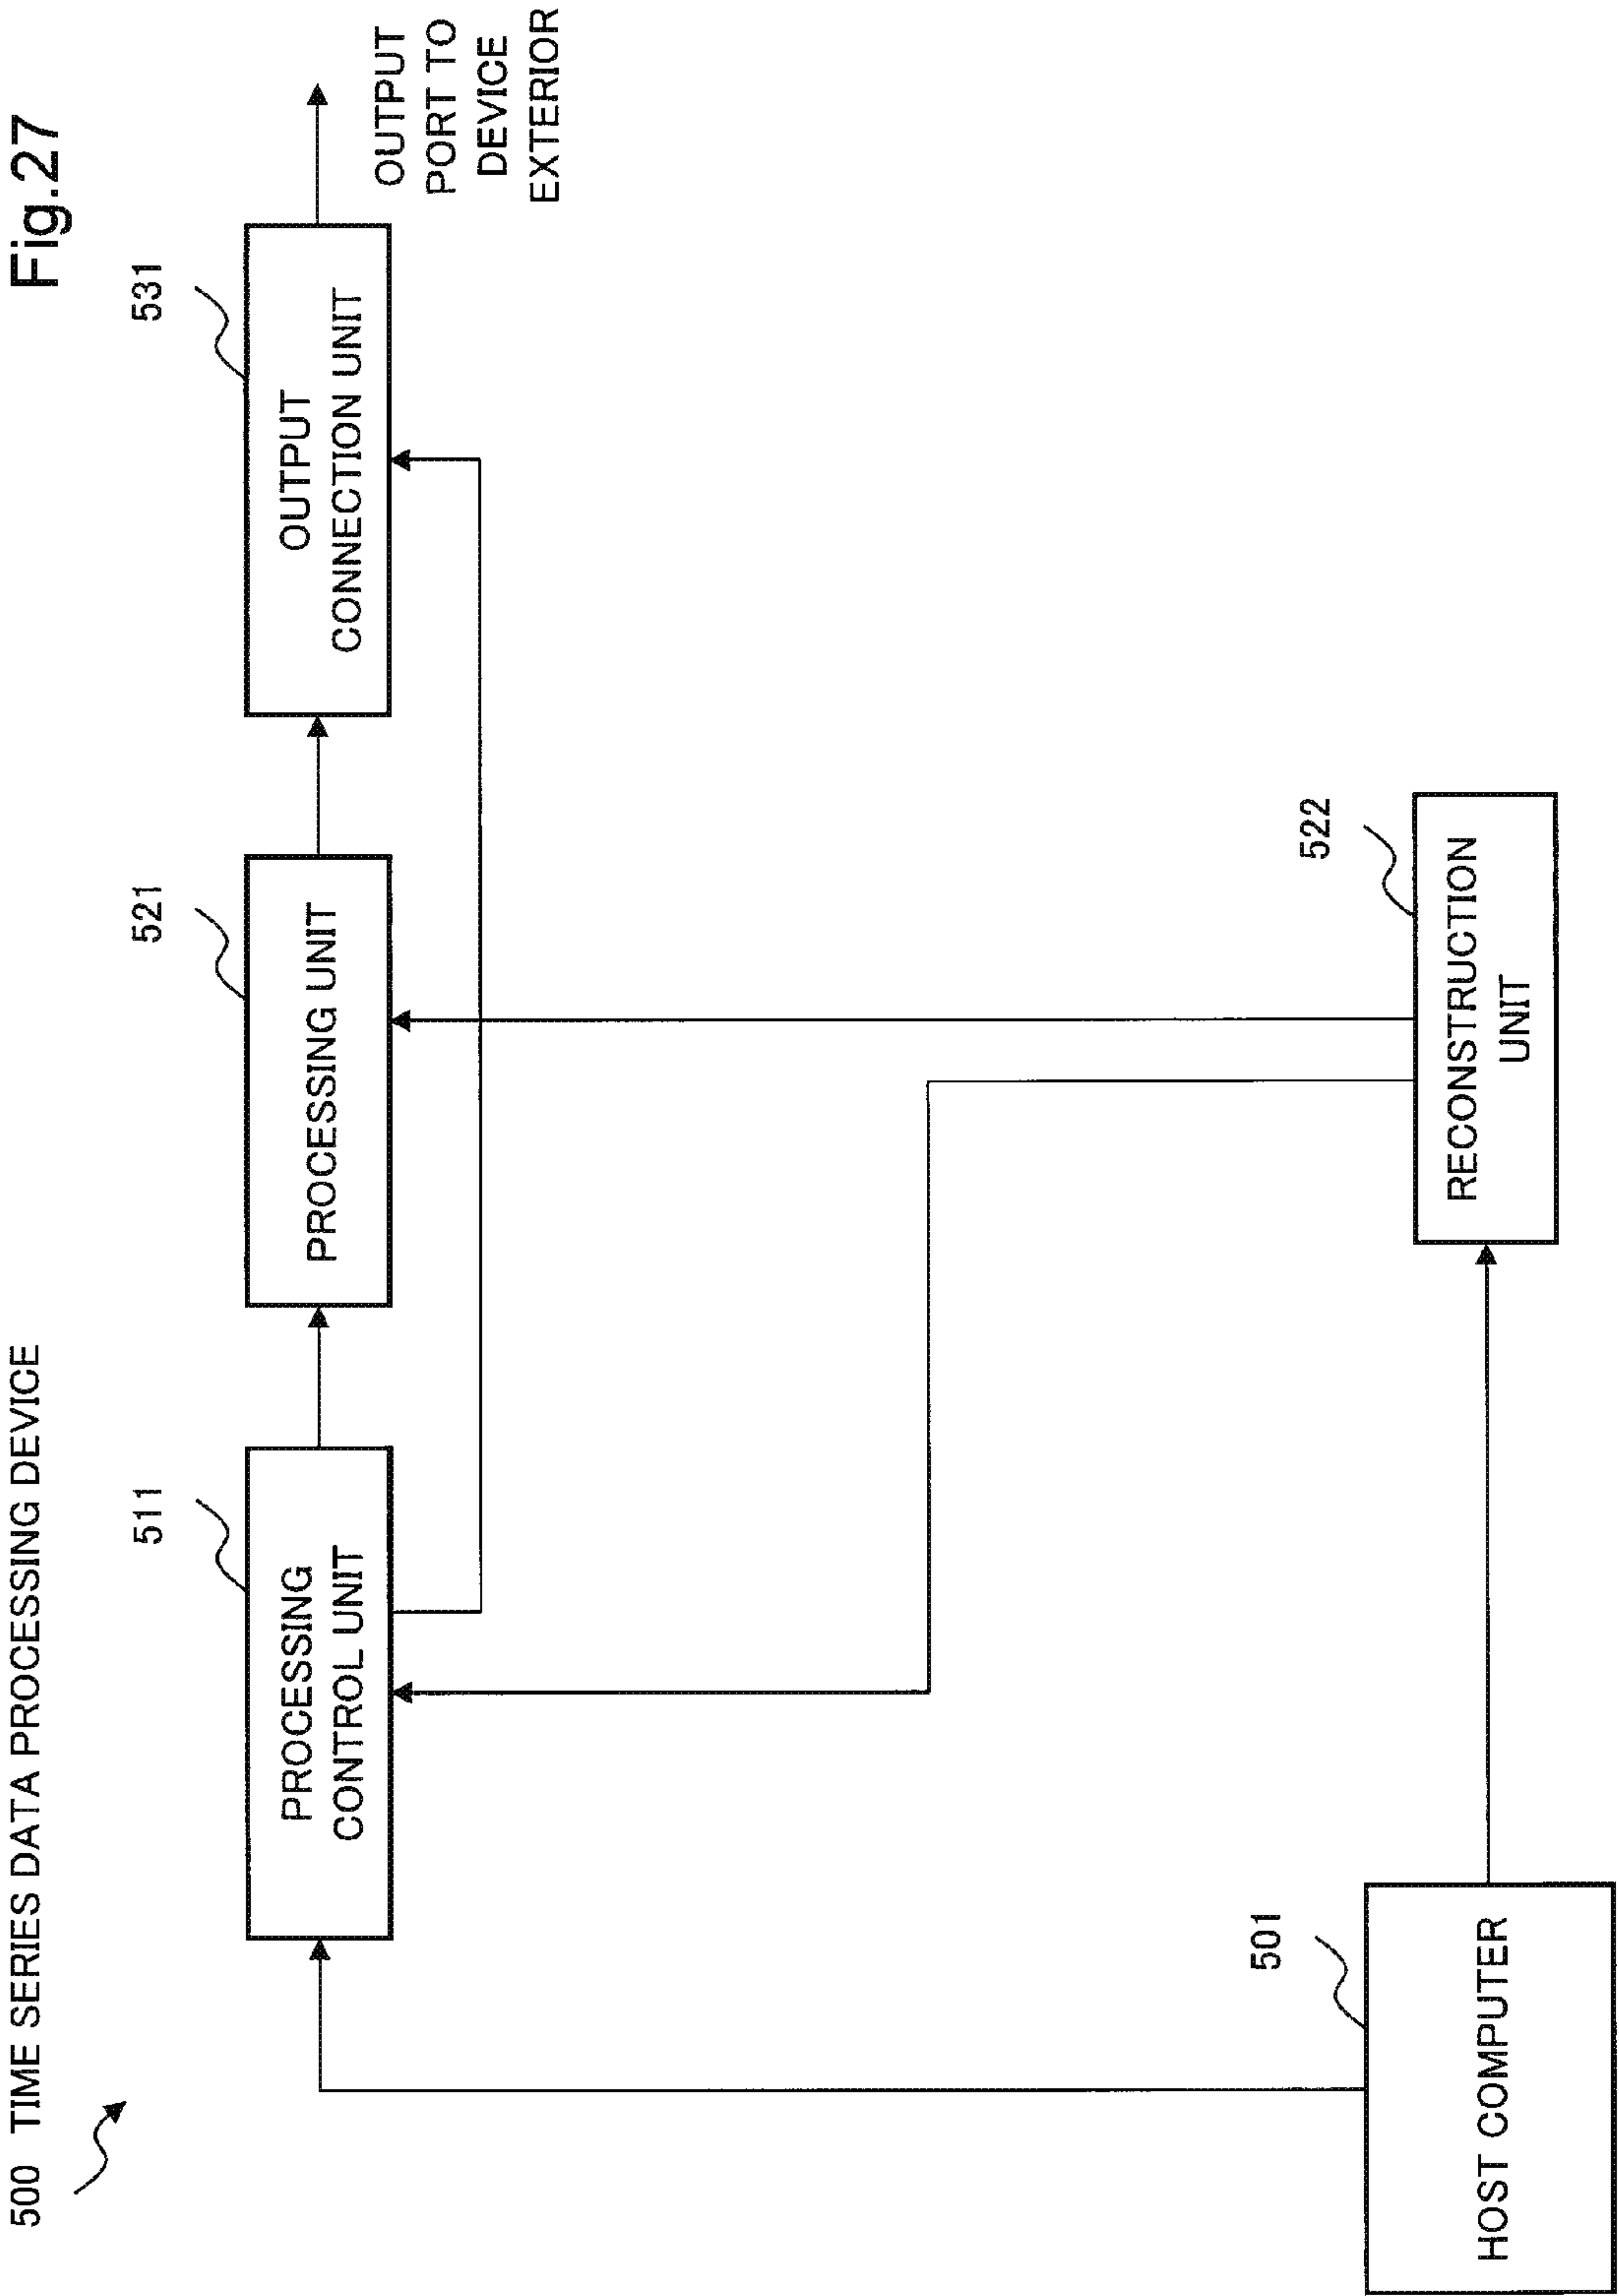 Fig.27
500 TIME SERIES DATA PROCESSING DEVICE
511
PROCESSING
CONTROL UNIT
521
PROCESSING UNIT
531
OUTPUT
CONNECTION UNIT
OUTPUT
PORT TO
DEVICE
EXTERIOR
501
HOST COMPUTER
522
RECONSTRUCTION
UNIT